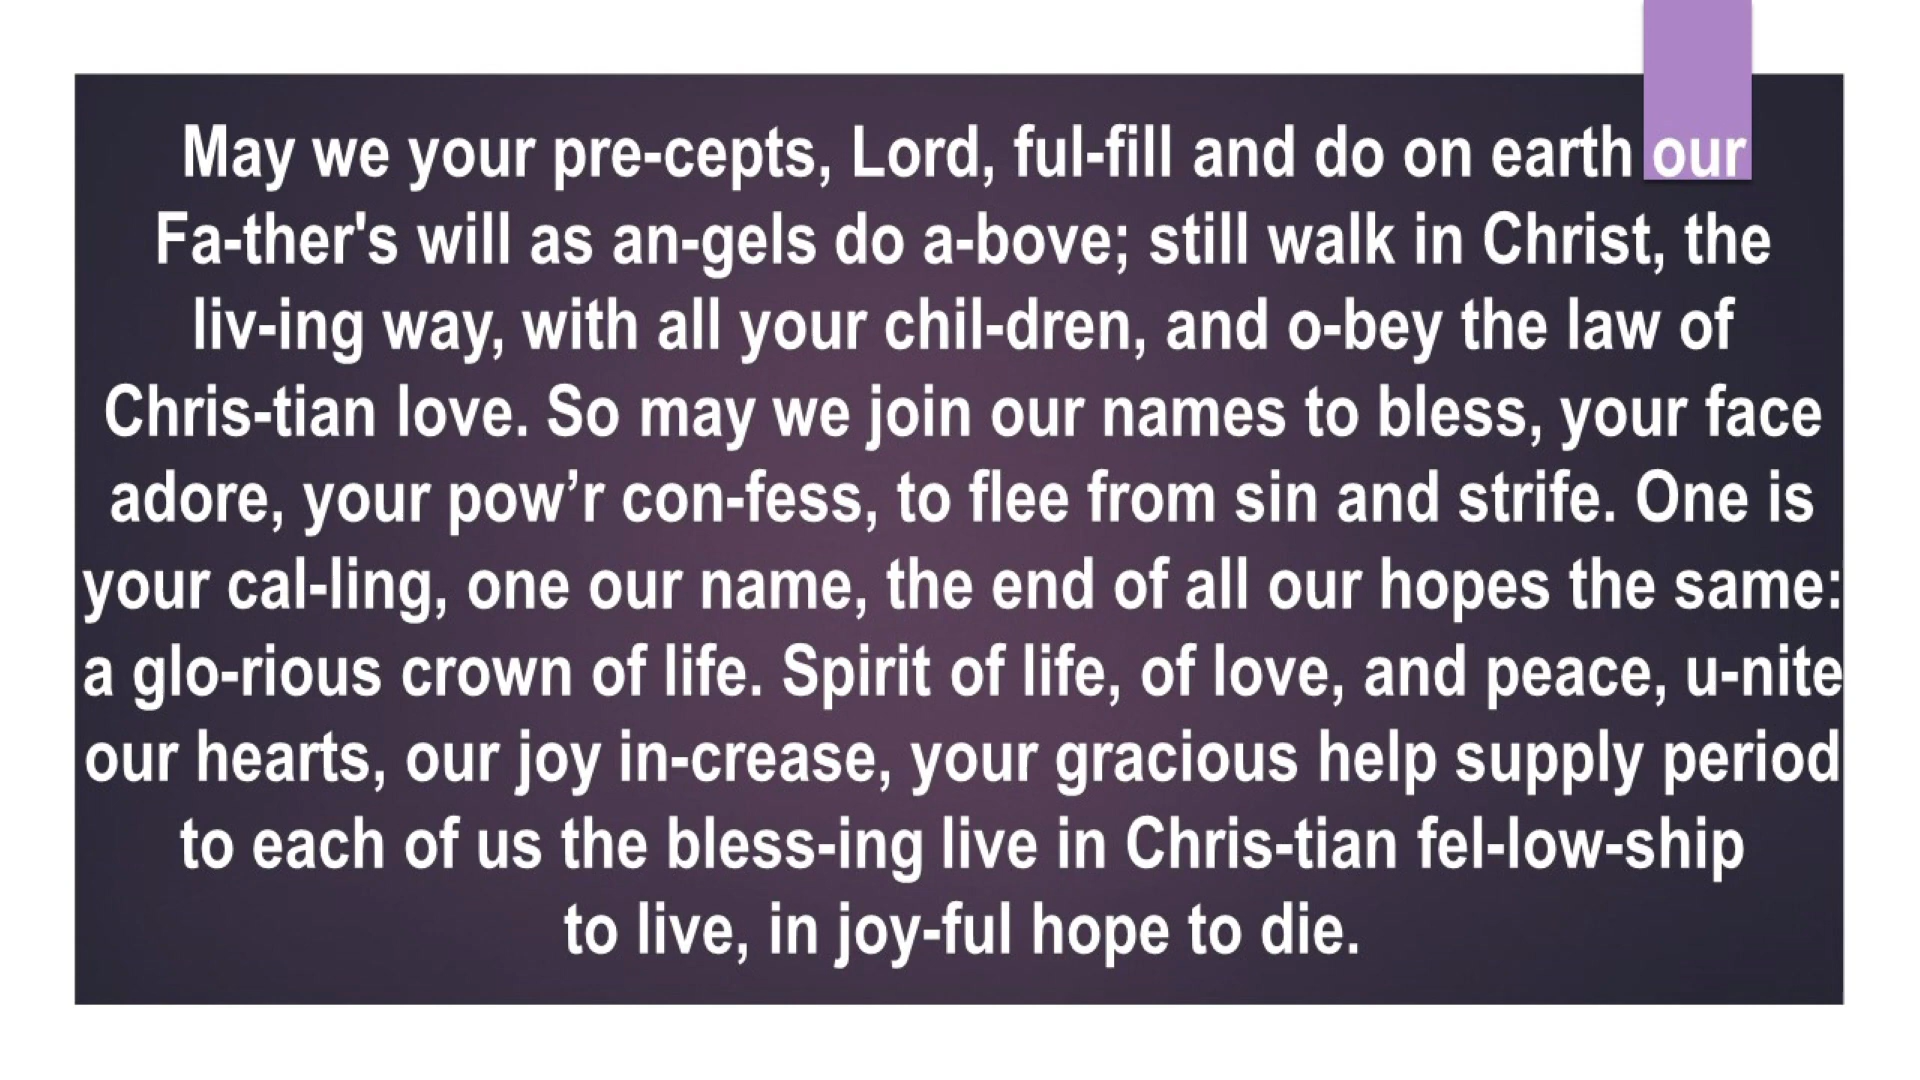 May we your pre-cepts, Lord, ful-fill and do on earth our
Fa-ther's will as an-gels do a-bove; still walk in Christ, the
liv-ing way, with all your chil-dren, and o-bey the law of
Chris-tian love. So may we join our names to bless, your face
adore, your pow’r con-fess, to flee from sin and strife. One is
your cal-ling, one our name, the end of all our hopes the same:
a glo-rious crown of life. Spirit of life, of love, and peace, u-nite
our hearts, our joy in-crease, your gracious help supply period
to each of us the bless-ing live in Chris-tian fel-low-ship
to live, in joy-ful hope to die.